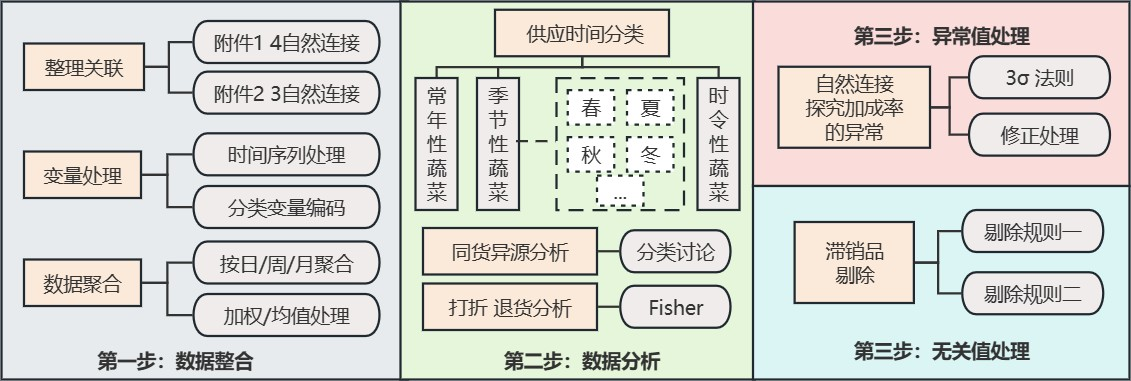 整理关联
附件1 4自然连接
附件2 3自然连接
变量处理
时间序列处理
分类变量编码
数据聚合
按日/周/月聚合
加权/均值处理
第一步：数据整合
供应时间分类
常年性蔬菜
季节性蔬菜
春
夏
秋
冬
...
时令性蔬菜
同货异源分析
分类讨论
打折 退货分析
Fisher
第二步：数据分析
第三步：异常值处理
自然连接
探究加成率
的异常
3σ 法则
修正处理
滞销品
剔除
剔除规则一
剔除规则二
第三步：无关值处理